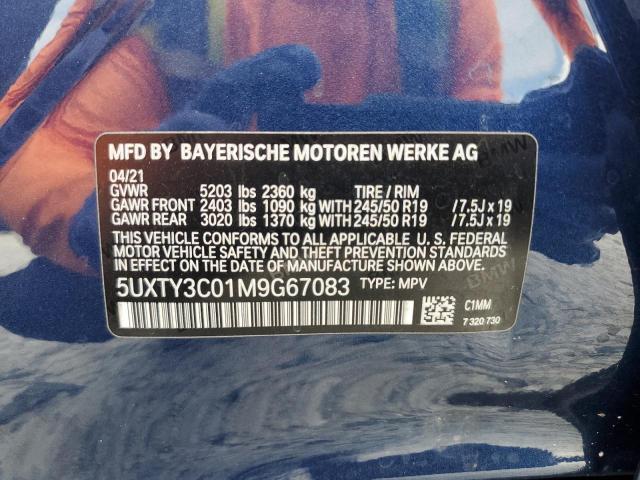 MFD BY BAYERISCHE MOTOREN WERKE AG
04/21
GVWR 5203 lbs 2360 kg TIRE / RIM
GAWR FRONT 2403 lbs 1090 kg WITH 245/50 R19 / 7.5J x 19
GAWR REAR 3020 lbs 1370 kg WITH 245/50 R19 / 7.5J x 19
THIS VEHICLE CONFORMS TO ALL APPLICABLE U. S. FEDERAL
MOTOR VEHICLE SAFETY AND THEFT PREVENTION STANDARDS
IN EFFECT ON THE DATE OF MANUFACTURE SHOWN ABOVE.
5UXTY3C01M9G67083 TYPE: MPV
C1MM
7 320 730
BMW
BMW